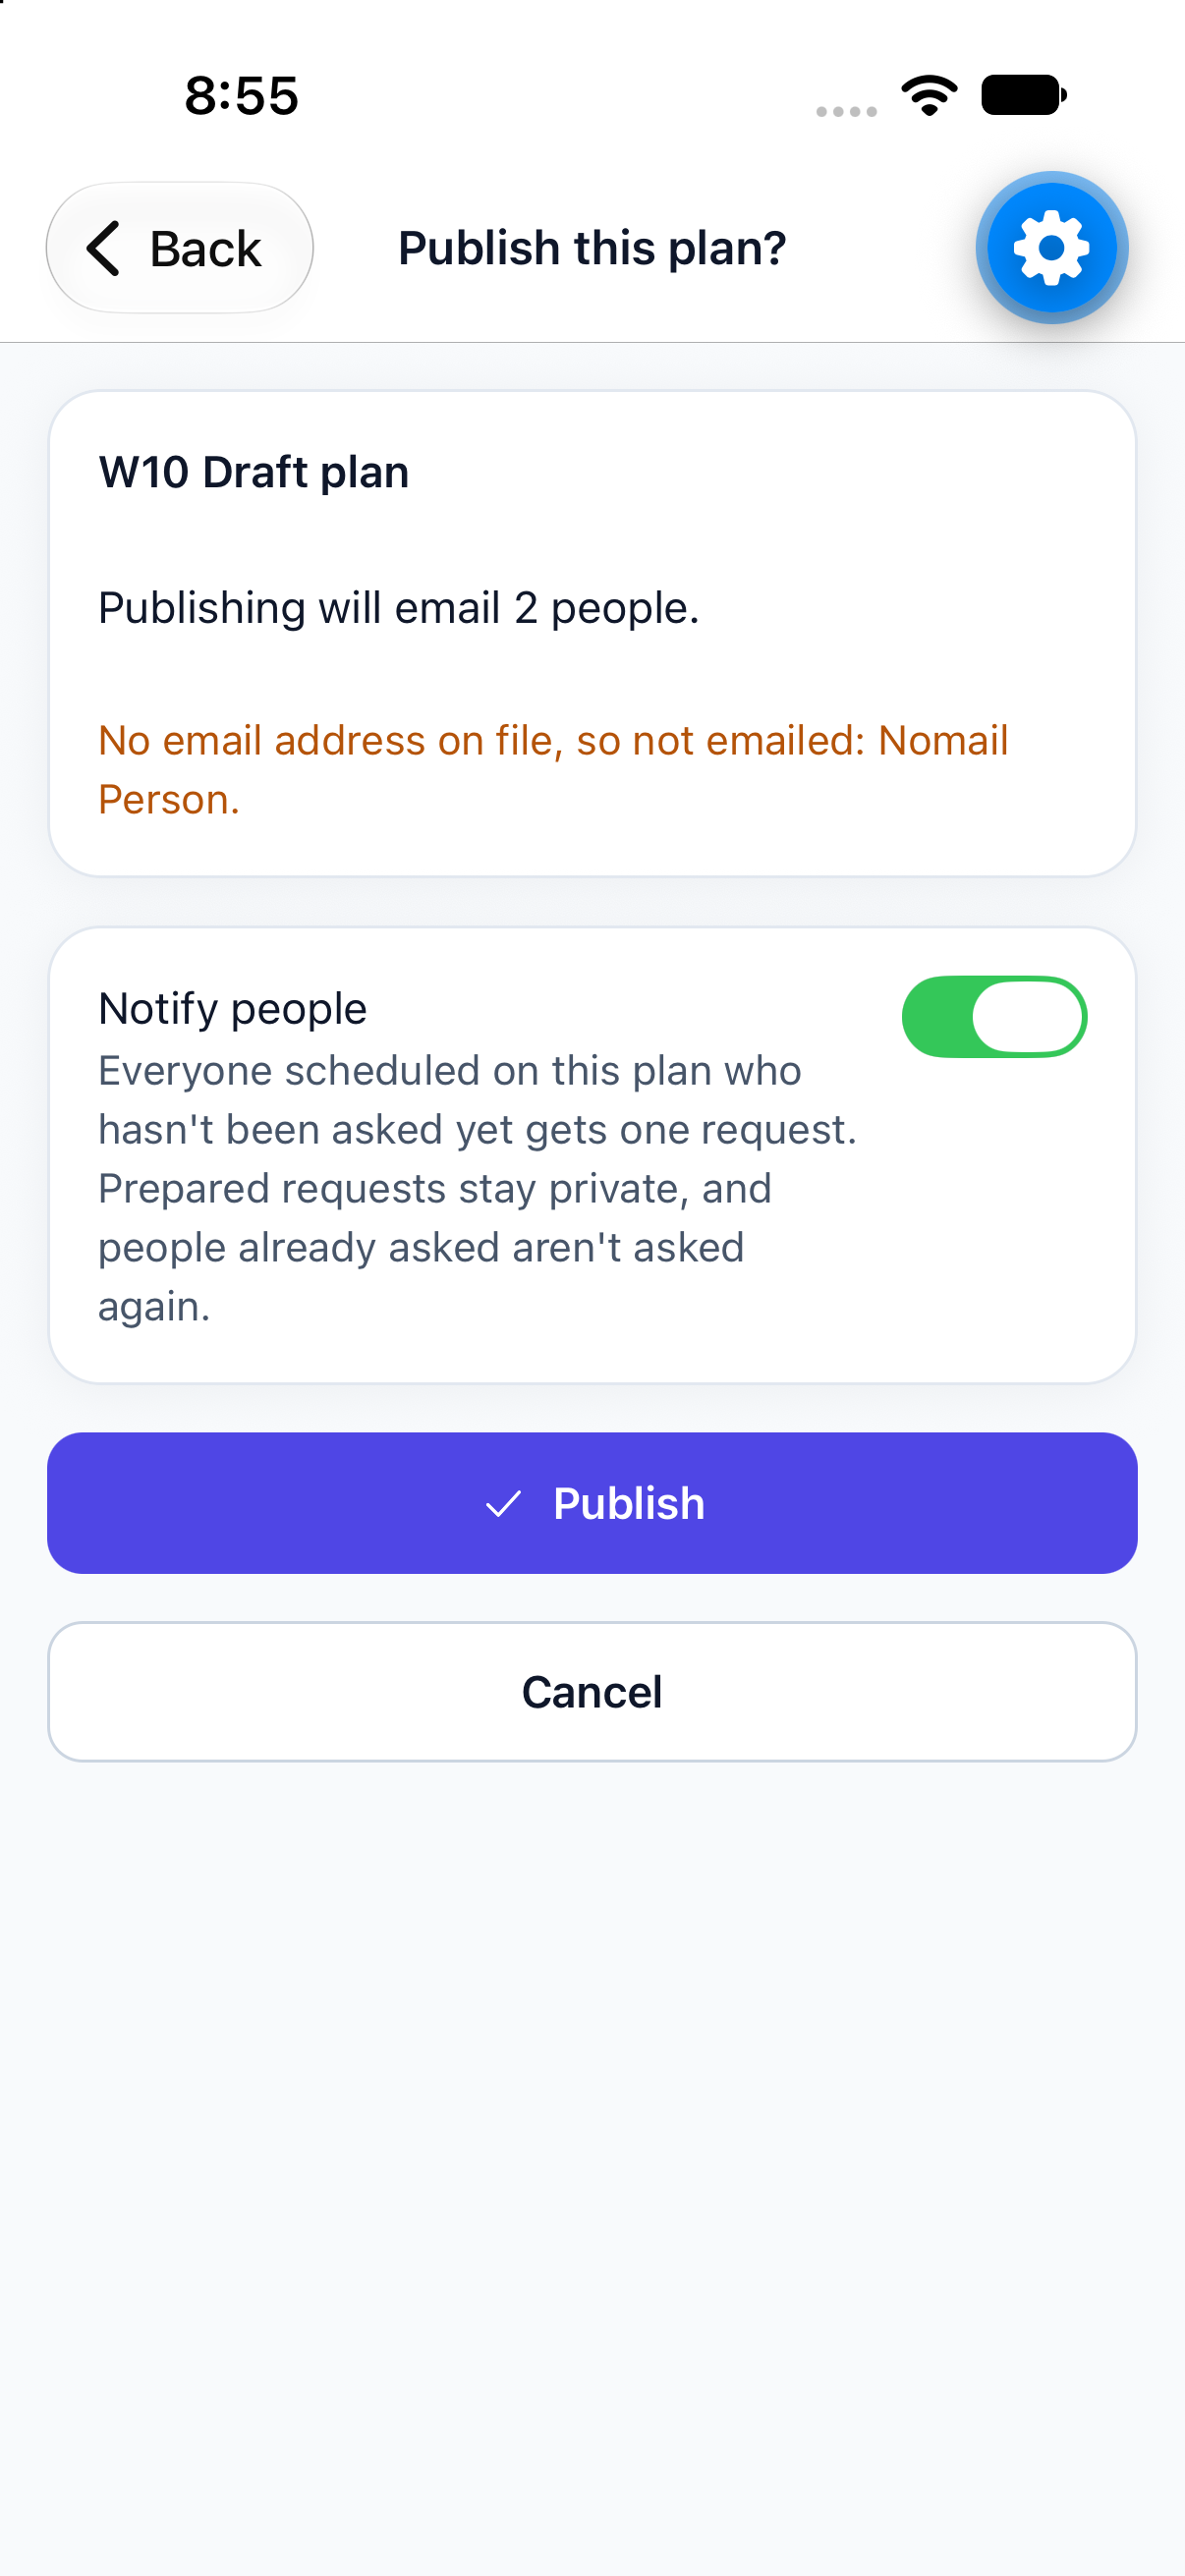 8:55
Back
Publish this plan?
W10 Draft plan
Publishing will email 2 people.
No email address on file, so not emailed: Nomail
Person.
Notify people
Everyone scheduled on this plan who
hasn't been asked yet gets one request.
Prepared requests stay private, and
people already asked aren't asked
again.
Publish
Cancel